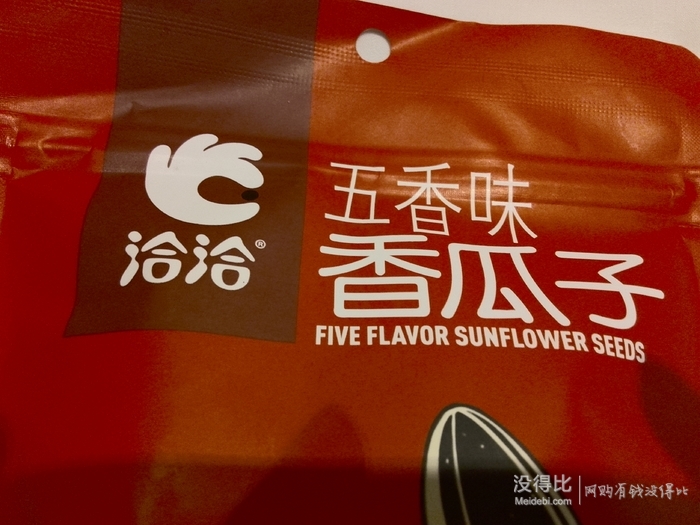 洽洽®
五香味
香瓜子
FIVE FLAVOR SUNFLOWER SEEDS
没得比
Meidebi.com
网购有钱没得比